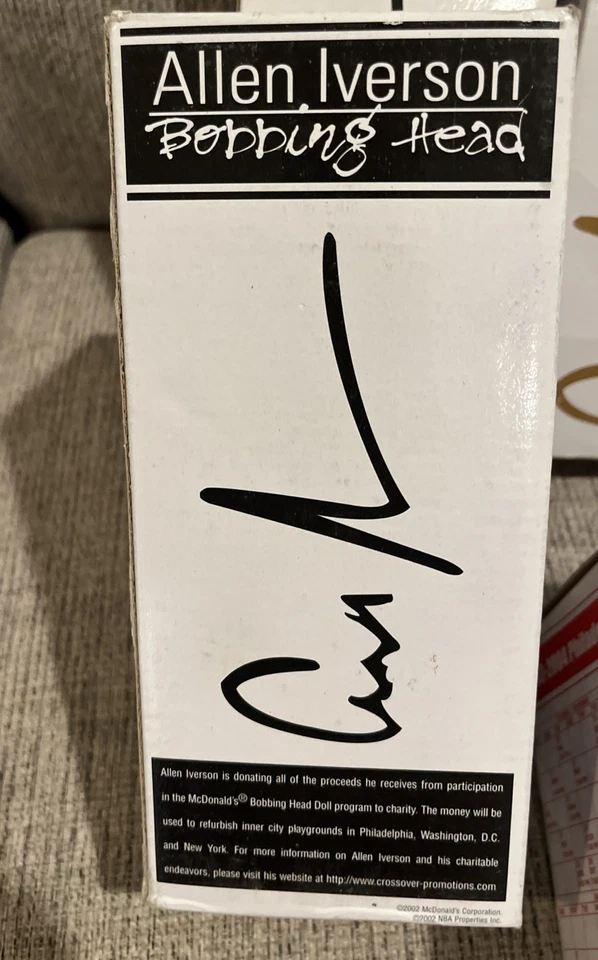 Allen Iverson
Bobbing Head
Allen Iverson is donating all of the proceeds he receives from participation
in the McDonald's® Bobbing Head Doll program to charity. The money will be
used to refurbish inner city playgrounds in Philadelphia, Washington, D.C.
and New York. For more information on Allen Iverson and his charitable
endeavors, please visit his website at http://www.crossover-promotions.com
©2002 McDonald's Corporation.
©2002 NBA Properties Inc.